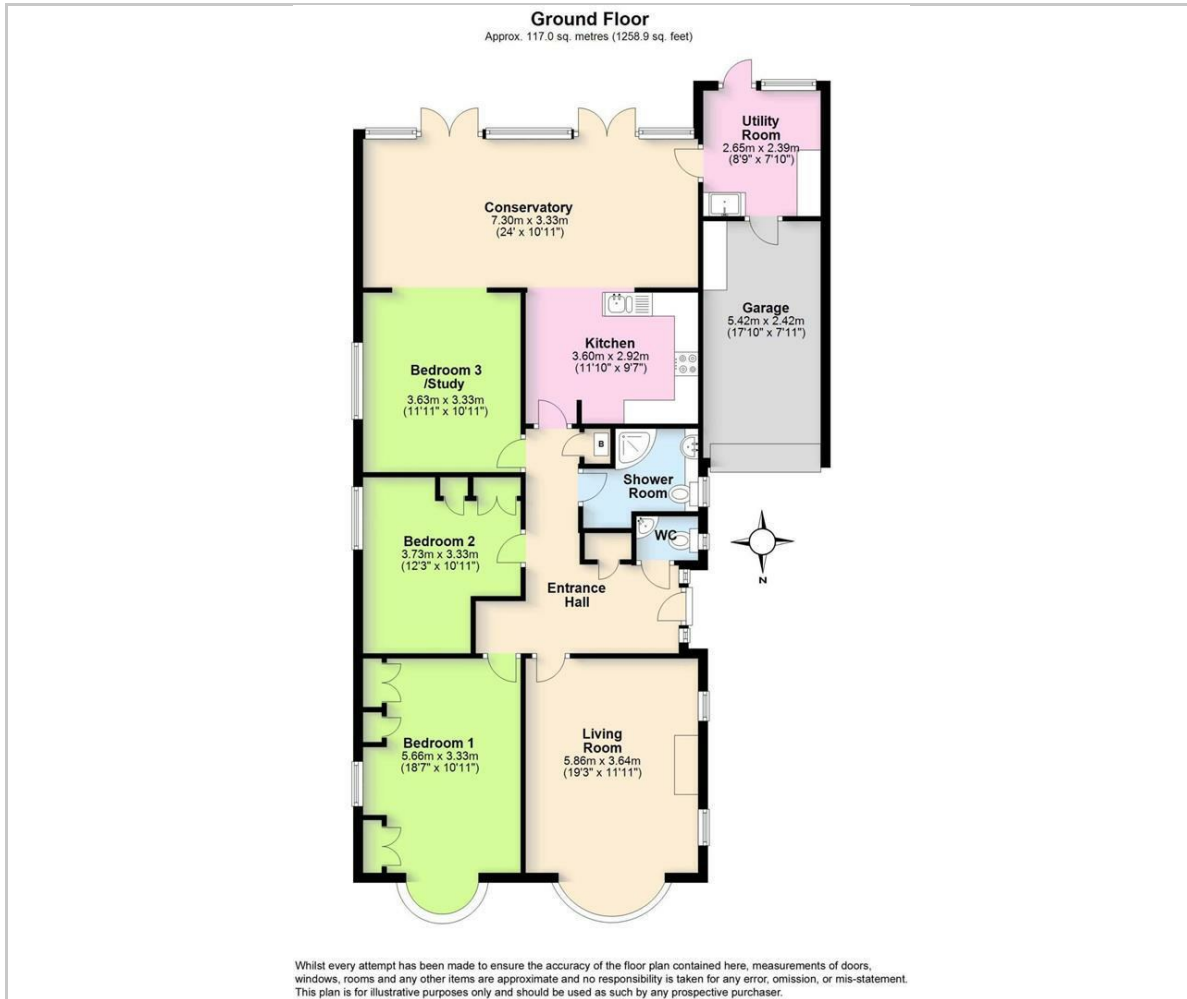 Ground Floor
Approx. 117.0 sq. metres (1258.9 sq. feet)
Utility
Room
2.65m x 2.39m
(8'9" x 7'10")
Conservatory
7.30m x 3.33m
(24' x 10'11")
Garage
5.42m x 2.42m
(17'10" x 7'11")
Kitchen
3.60m x 2.92m
(11'10" x 9'7")
Bedroom 3
/Study
3.63m x 3.33m
(11'11" x 10'11")
B
Shower
Room
WC
Bedroom 2
3.73m x 3.33m
(12'3" x 10'11")
N
Entrance
Hall
Living
Room
5.86m x 3.64m
(19'3" x 11'11")
Bedroom 1
5.66m x 3.33m
(18'7" x 10'11")
Whilst every attempt has been made to ensure the accuracy of the floor plan contained here, measurements of doors,
windows, rooms and any other items are approximate and no responsibility is taken for any error, omission, or mis-statement.
This plan is for illustrative purposes only and should be used as such by any prospective purchaser.